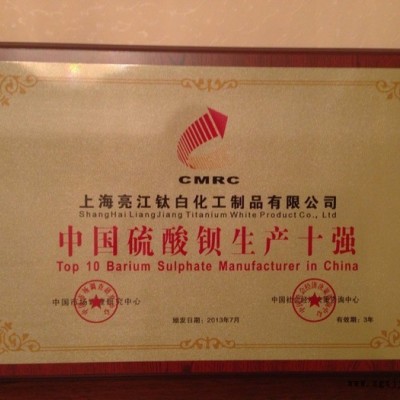 CMRC
上海亮江钛白化工制品有限公司
ShangHai LiangJiang Titanium White Product Co., Ltd
中国硫酸钡生产十强
Top 10 Barium Sulphate Manufacturer in China
颁发日期：2013年7月
有效期：3年